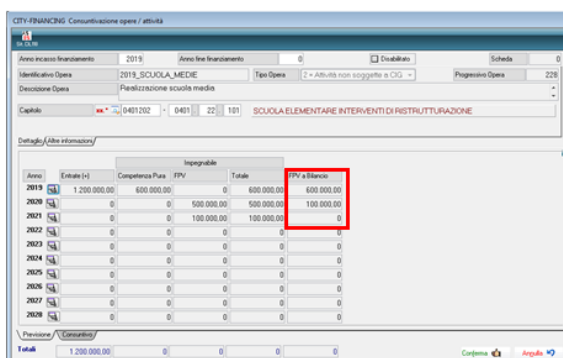 CITY-FINANCING Consuntivazione opere / attività
Anno incasso finanziamento 2019 Anno fine finanziamento 0 Disabilitato Scheda 0
Identificativo Opera 2019_SCUOLA_MEDIE Tipo Opera 2 = Attività non soggette a CIG Progressivo Opera 228
Descrizione Opera Realizzazione scuola media
Capitolo xx.* 0401202 - 0401 22 101 SCUOLA ELEMENTARE INTERVENTI DI RISTRUTTURAZIONE
Dettaglio Altre informazioni
Impegnabile
Anno Entrate (+) Competenza Pura FPV Totale FPV a Bilancio
2019 1.200.000,00 600.000,00 0 600.000,00 600.000,00
2020 0 0 500.000,00 500.000,00 100.000,00
2021 0 0 100.000,00 100.000,00 0
2022 0 0 0 0 0
2023 0 0 0 0 0
2024 0 0 0 0 0
2025 0 0 0 0 0
2026 0 0 0 0 0
2027 0 0 0 0 0
2028 0 0 0 0 0
Previsione Consuntivo
Totali 1.200.000,00 0 0 0 0
Conferma Annulla